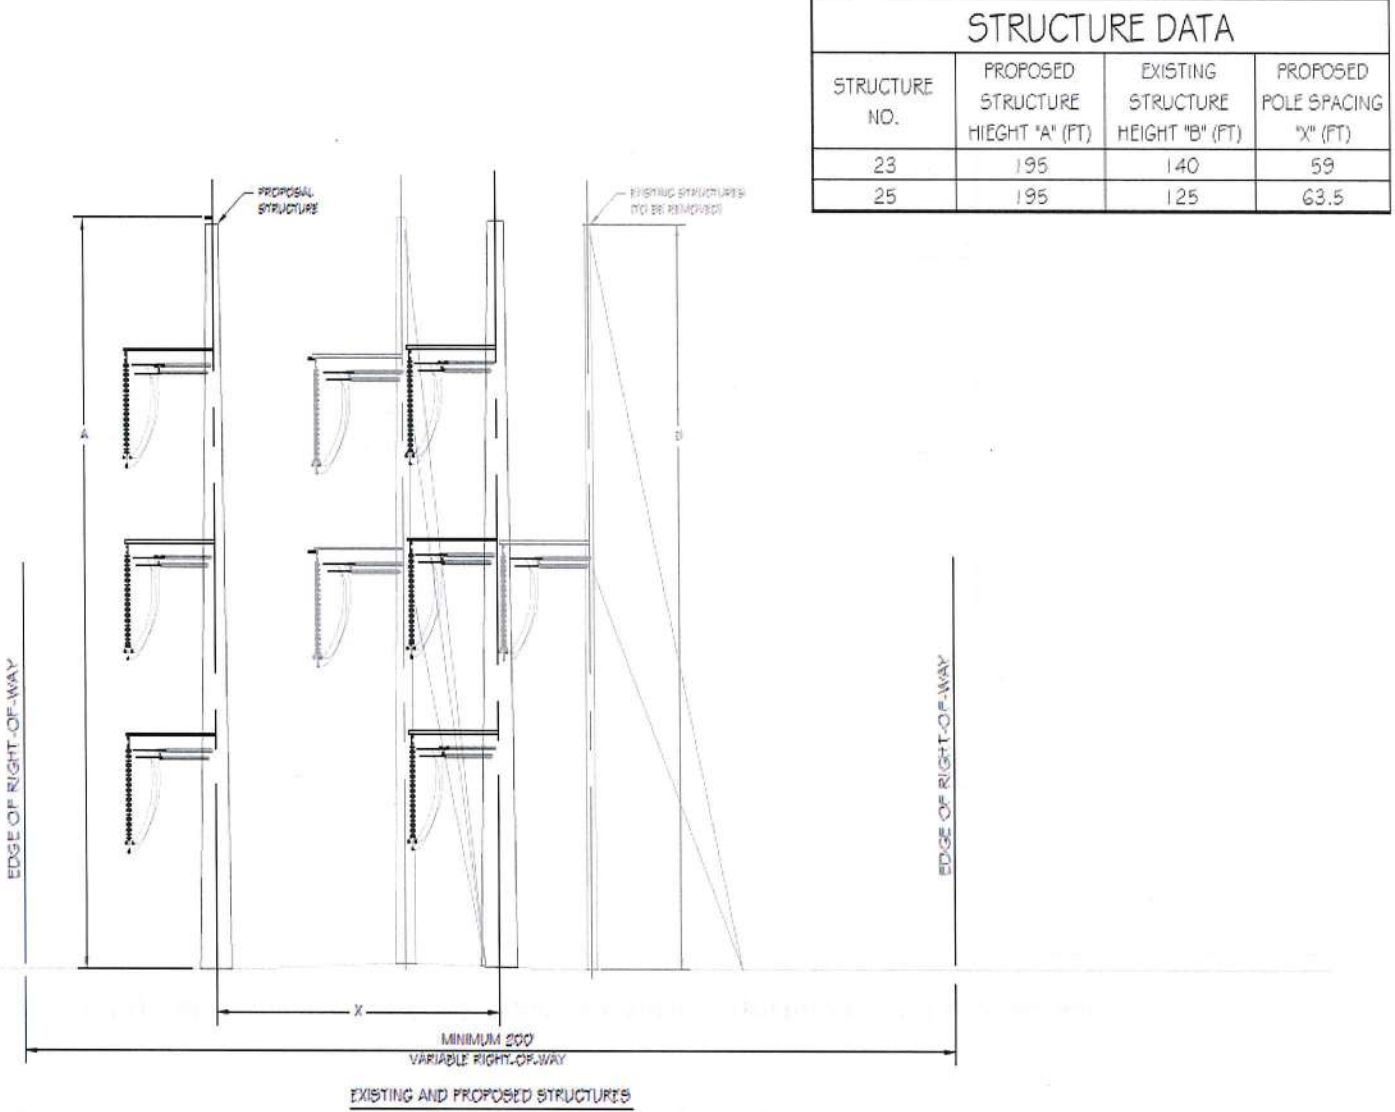 STRUCTURE DATA
STRUCTURE NO.
PROPOSED STRUCTURE HIEGHT "A" (FT)
EXISTING STRUCTURE HEIGHT "B" (FT)
PROPOSED POLE SPACING "X" (FT)
23 195 140 59
25 195 125 63.5
PROPOSAL
STRUCTURE
EXISTING STRUCTURES
(TO BE REMOVED)
A
B
EDGE OF RIGHT-OF-WAY
EDGE OF RIGHT-OF-WAY
X
MINIMUM 200'
VARIABLE RIGHT-OF-WAY
EXISTING AND PROPOSED STRUCTURES